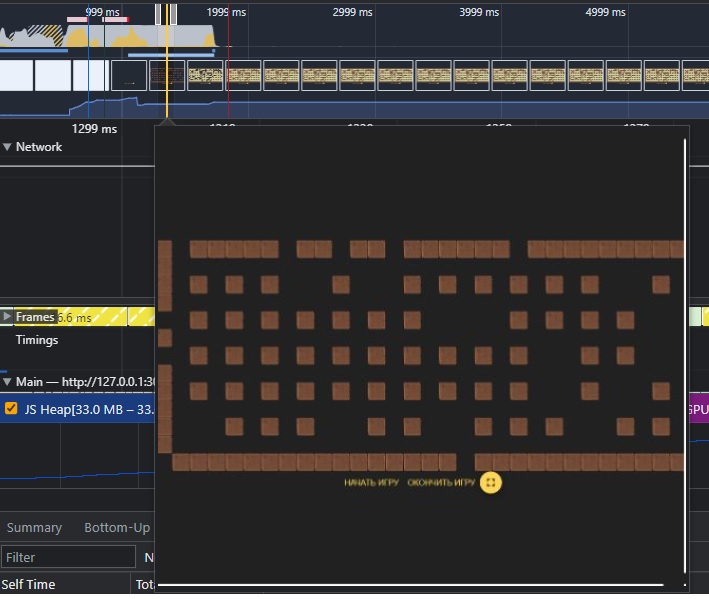 999 ms 1999 ms 2999 ms 3999 ms 4999 ms
1299 ms
Network
Frames 6.6 ms
Timings
Main — http://127.0.0.1:30
JS Heap[33.0 MB – 33.
GPU
НАЧАТЬ ИГРУ ОКОНЧИТЬ ИГРУ
Summary Bottom-Up
Filter N
Self Time Tot